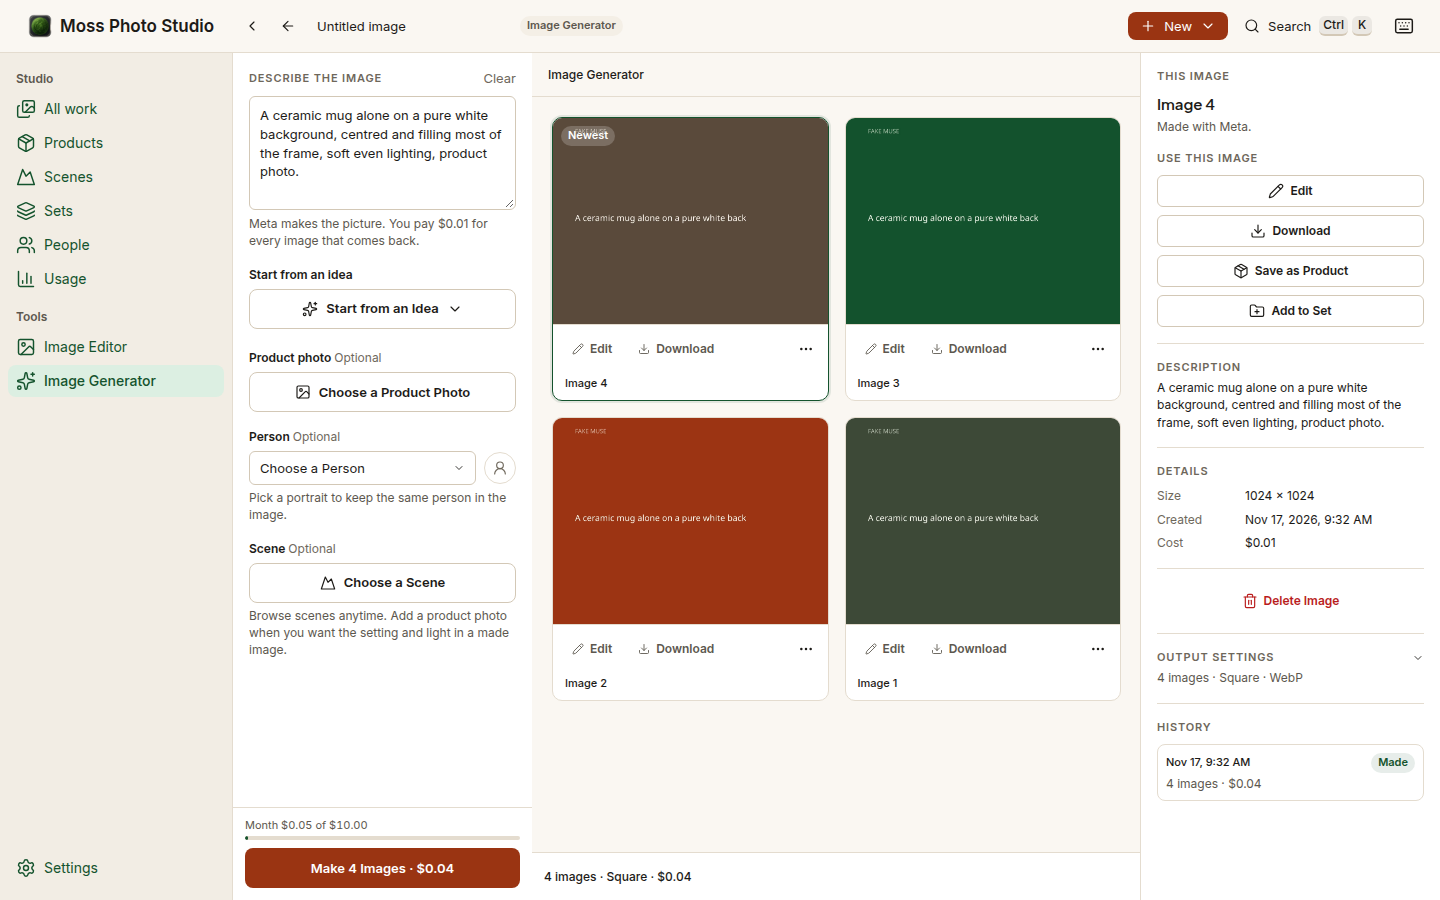 Moss Photo Studio
Untitled image
Image Generator
New
Search
Ctrl
K
Studio
All work
Products
Scenes
Sets
People
Usage
Tools
Image Editor
Image Generator
Settings
DESCRIBE THE IMAGE
Clear
A ceramic mug alone on a pure white
background, centred and filling most of
the frame, soft even lighting, product
photo.
Meta makes the picture. You pay $0.01 for
every image that comes back.
Start from an idea
Start from an Idea
Product photo Optional
Choose a Product Photo
Person Optional
Choose a Person
Pick a portrait to keep the same person in the
image.
Scene Optional
Choose a Scene
Browse scenes anytime. Add a product photo
when you want the setting and light in a made
image.
Month $0.05 of $10.00
Make 4 Images · $0.04
Image Generator
Newest
A ceramic mug alone on a pure white back
Edit
Download
Image 4
FAKE MUSE
A ceramic mug alone on a pure white back
Edit
Download
Image 3
FAKE MUSE
A ceramic mug alone on a pure white back
Edit
Download
Image 2
FAKE MUSE
A ceramic mug alone on a pure white back
Edit
Download
Image 1
4 images · Square · $0.04
THIS IMAGE
Image 4
Made with Meta.
USE THIS IMAGE
Edit
Download
Save as Product
Add to Set
DESCRIPTION
A ceramic mug alone on a pure white
background, centred and filling most of the
frame, soft even lighting, product photo.
DETAILS
Size 1024 × 1024
Created Nov 17, 2026, 9:32 AM
Cost $0.01
Delete Image
OUTPUT SETTINGS
4 images · Square · WebP
HISTORY
Nov 17, 9:32 AM
Made
4 images · $0.04